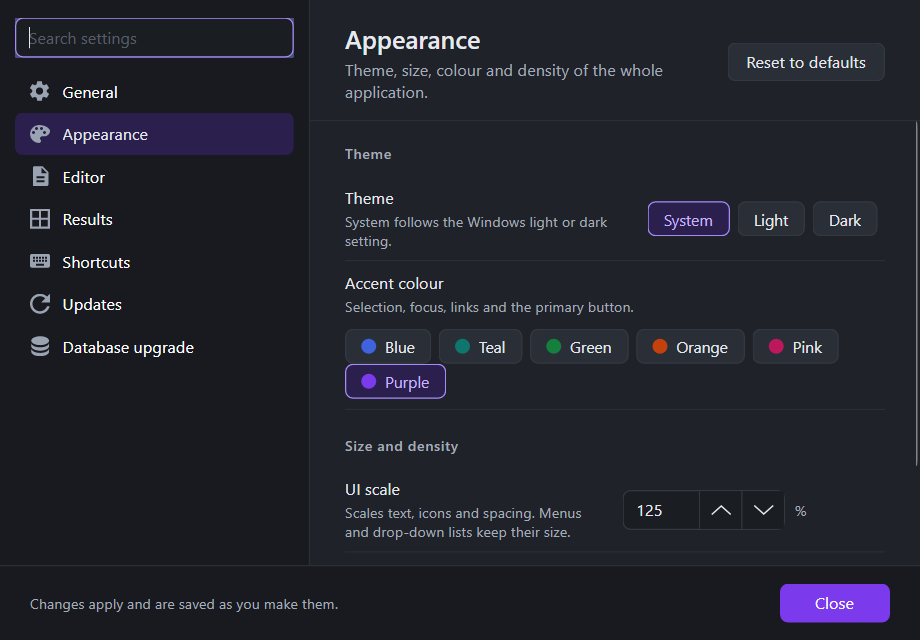 Search settings
General
Appearance
Editor
Results
Shortcuts
Updates
Database upgrade
Appearance
Theme, size, colour and density of the whole
application.
Reset to defaults
Theme
Theme
System follows the Windows light or dark
setting.
System Light Dark
Accent colour
Selection, focus, links and the primary button.
Blue Teal Green Orange Pink
Purple
Size and density
UI scale
Scales text, icons and spacing. Menus
and drop-down lists keep their size.
125 %
Changes apply and are saved as you make them.
Close